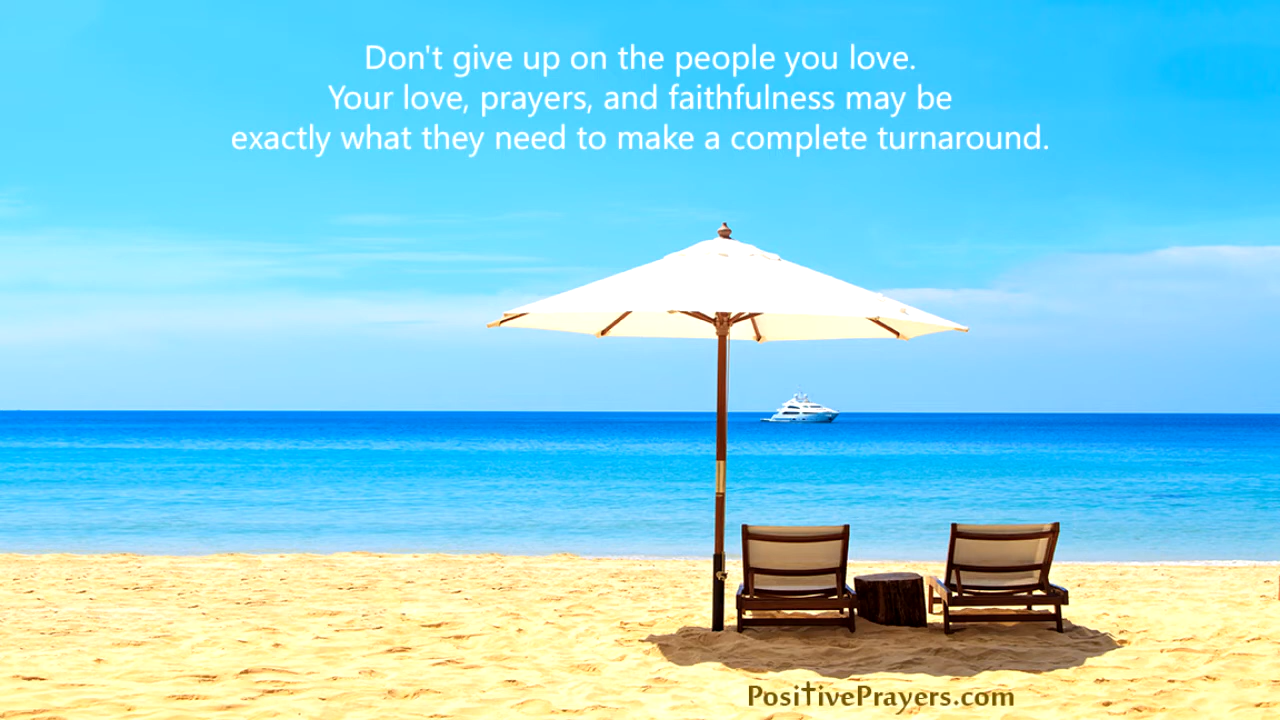 Don't give up on the people you love.
Your love, prayers, and faithfulness may be
exactly what they need to make a complete turnaround.
PositivePrayers.com